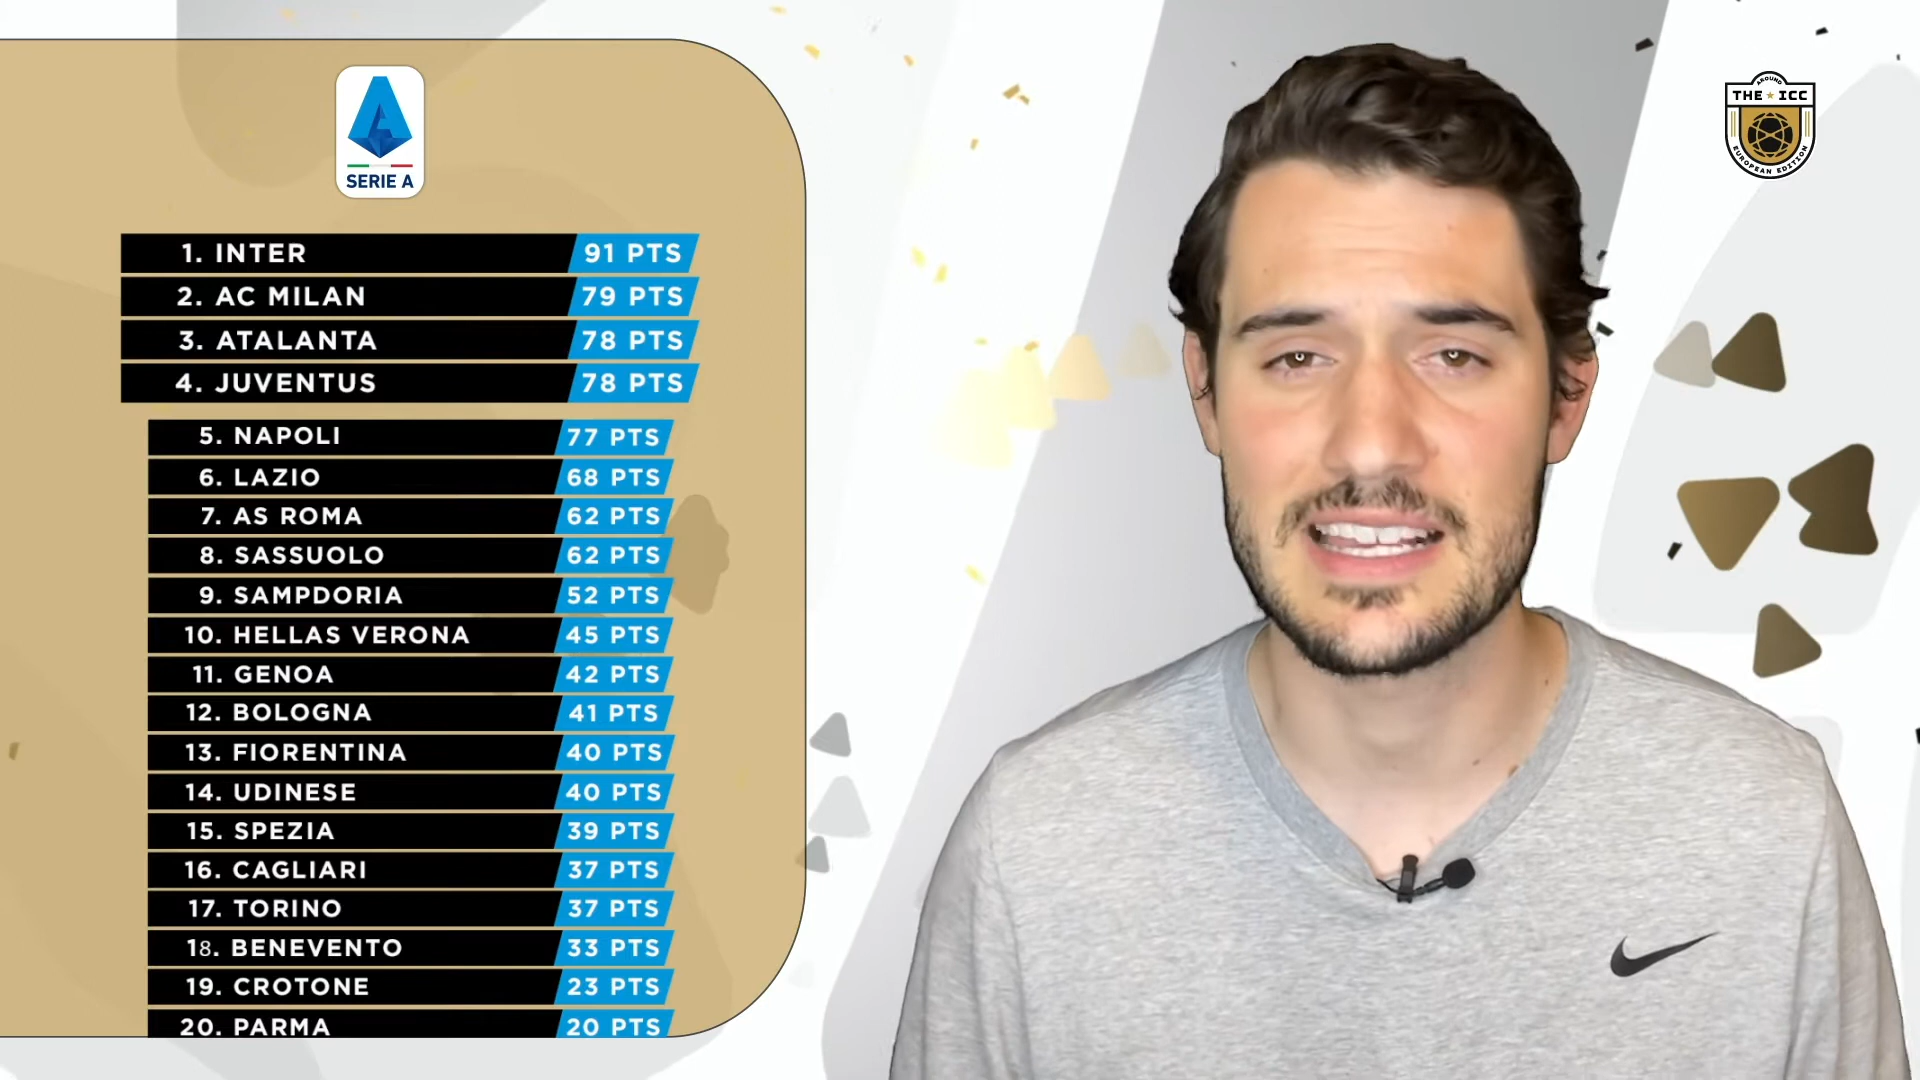 SERIE A
1. INTER 91 PTS
2. AC MILAN 79 PTS
3. ATALANTA 78 PTS
4. JUVENTUS 78 PTS
5. NAPOLI 77 PTS
6. LAZIO 68 PTS
7. AS ROMA 62 PTS
8. SASSUOLO 62 PTS
9. SAMPDORIA 52 PTS
10. HELLAS VERONA 45 PTS
11. GENOA 42 PTS
12. BOLOGNA 41 PTS
13. FIORENTINA 40 PTS
14. UDINESE 40 PTS
15. SPEZIA 39 PTS
16. CAGLIARI 37 PTS
17. TORINO 37 PTS
18. BENEVENTO 33 PTS
19. CROTONE 23 PTS
20. PARMA 20 PTS
AROUND
THE ★ ICC
EUROPEAN EDITION